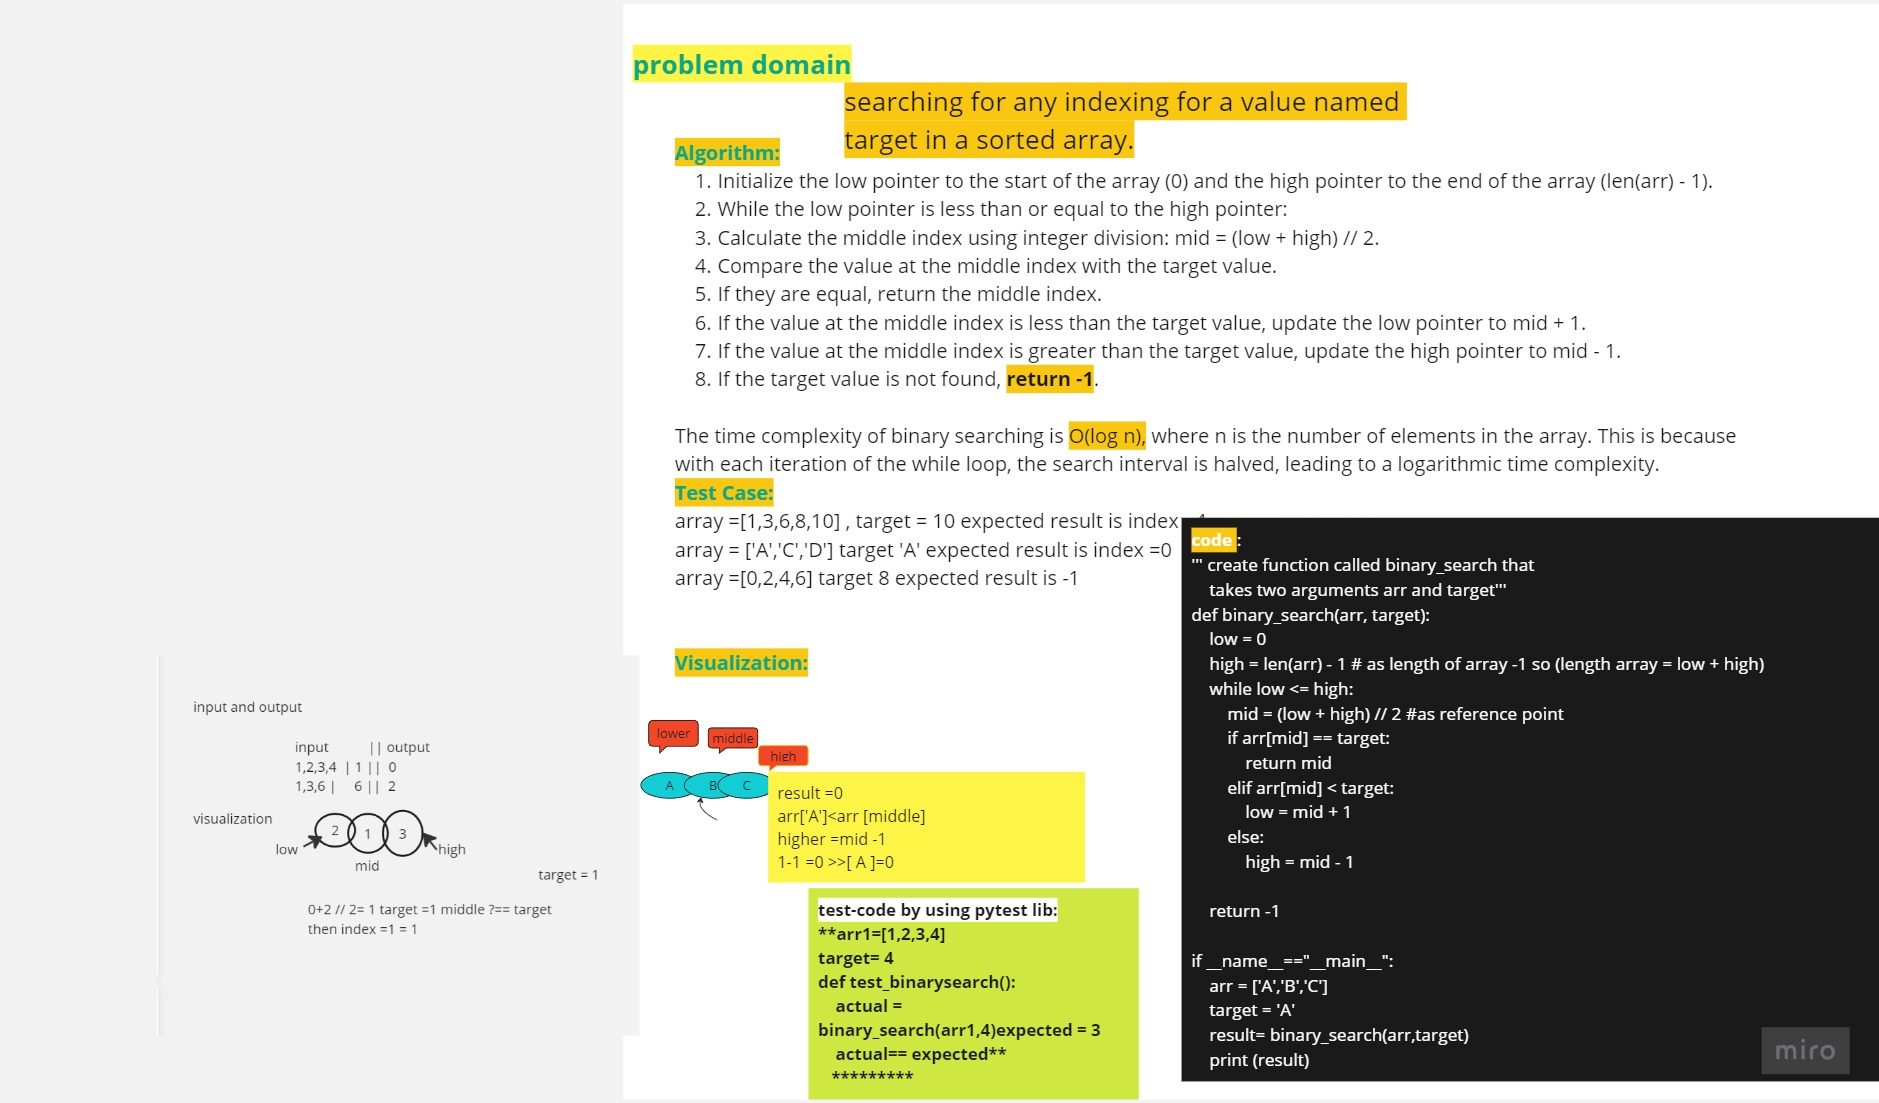 problem domain
searching for any indexing for a value named
target in a sorted array.
Algorithm:
1. Initialize the low pointer to the start of the array (0) and the high pointer to the end of the array (len(arr) - 1).
2. While the low pointer is less than or equal to the high pointer:
3. Calculate the middle index using integer division: mid = (low + high) // 2.
4. Compare the value at the middle index with the target value.
5. If they are equal, return the middle index.
6. If the value at the middle index is less than the target value, update the low pointer to mid + 1.
7. If the value at the middle index is greater than the target value, update the high pointer to mid - 1.
8. If the target value is not found, return -1.
The time complexity of binary searching is O(log n), where n is the number of elements in the array. This is because
with each iteration of the while loop, the search interval is halved, leading to a logarithmic time complexity.
Test Case:
array =[1,3,6,8,10] , target = 10 expected result is index
array = ['A','C','D'] target 'A' expected result is index =0
array =[0,2,4,6] target 8 expected result is -1
Visualization:
lower
middle
high
A B C
result =0
arr['A']<arr [middle]
higher =mid -1
1-1 =0 >>[ A ]=0
test-code by using pytest lib:
**arr1=[1,2,3,4]
target= 4
def test_binarysearch():
actual =
binary_search(arr1,4)expected = 3
actual== expected**
*********
input and output
input || output
1,2,3,4 | 1 || 0
1,3,6 | 6 || 2
visualization
2 1 3
low
high
mid
target = 1
0+2 // 2= 1 target =1 middle ?== target
then index =1 = 1
code :
''' create function called binary_search that
takes two arguments arr and target'''
def binary_search(arr, target):
low = 0
high = len(arr) - 1 # as length of array -1 so (length array = low + high)
while low <= high:
mid = (low + high) // 2 #as reference point
if arr[mid] == target:
return mid
elif arr[mid] < target:
low = mid + 1
else:
high = mid - 1
return -1
if __name__=="__main__":
arr = ['A','B','C']
target = 'A'
result= binary_search(arr,target)
print (result)
miro